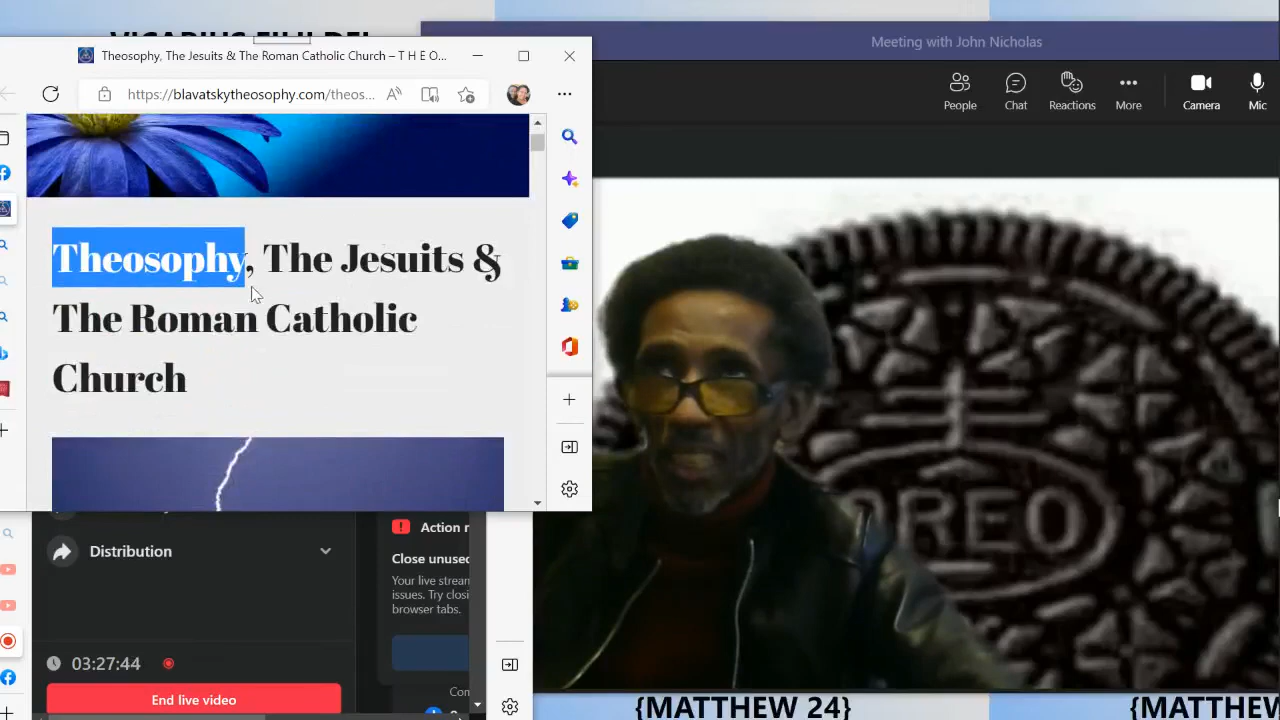 Meeting with John Nicholas
Theosophy, The Jesuits & The Roman Catholic Church – T H E O...
https://blavatskytheosophy.com/theos...
People
Chat
Reactions
More
Camera
Mic
Theosophy, The Jesuits &
The Roman Catholic
Church
OREO
Distribution
Action
Close unused
Your live
issues. Try
browser tabs.
03:27:44
End live video
{MATTHEW 24}
{MATTHEW